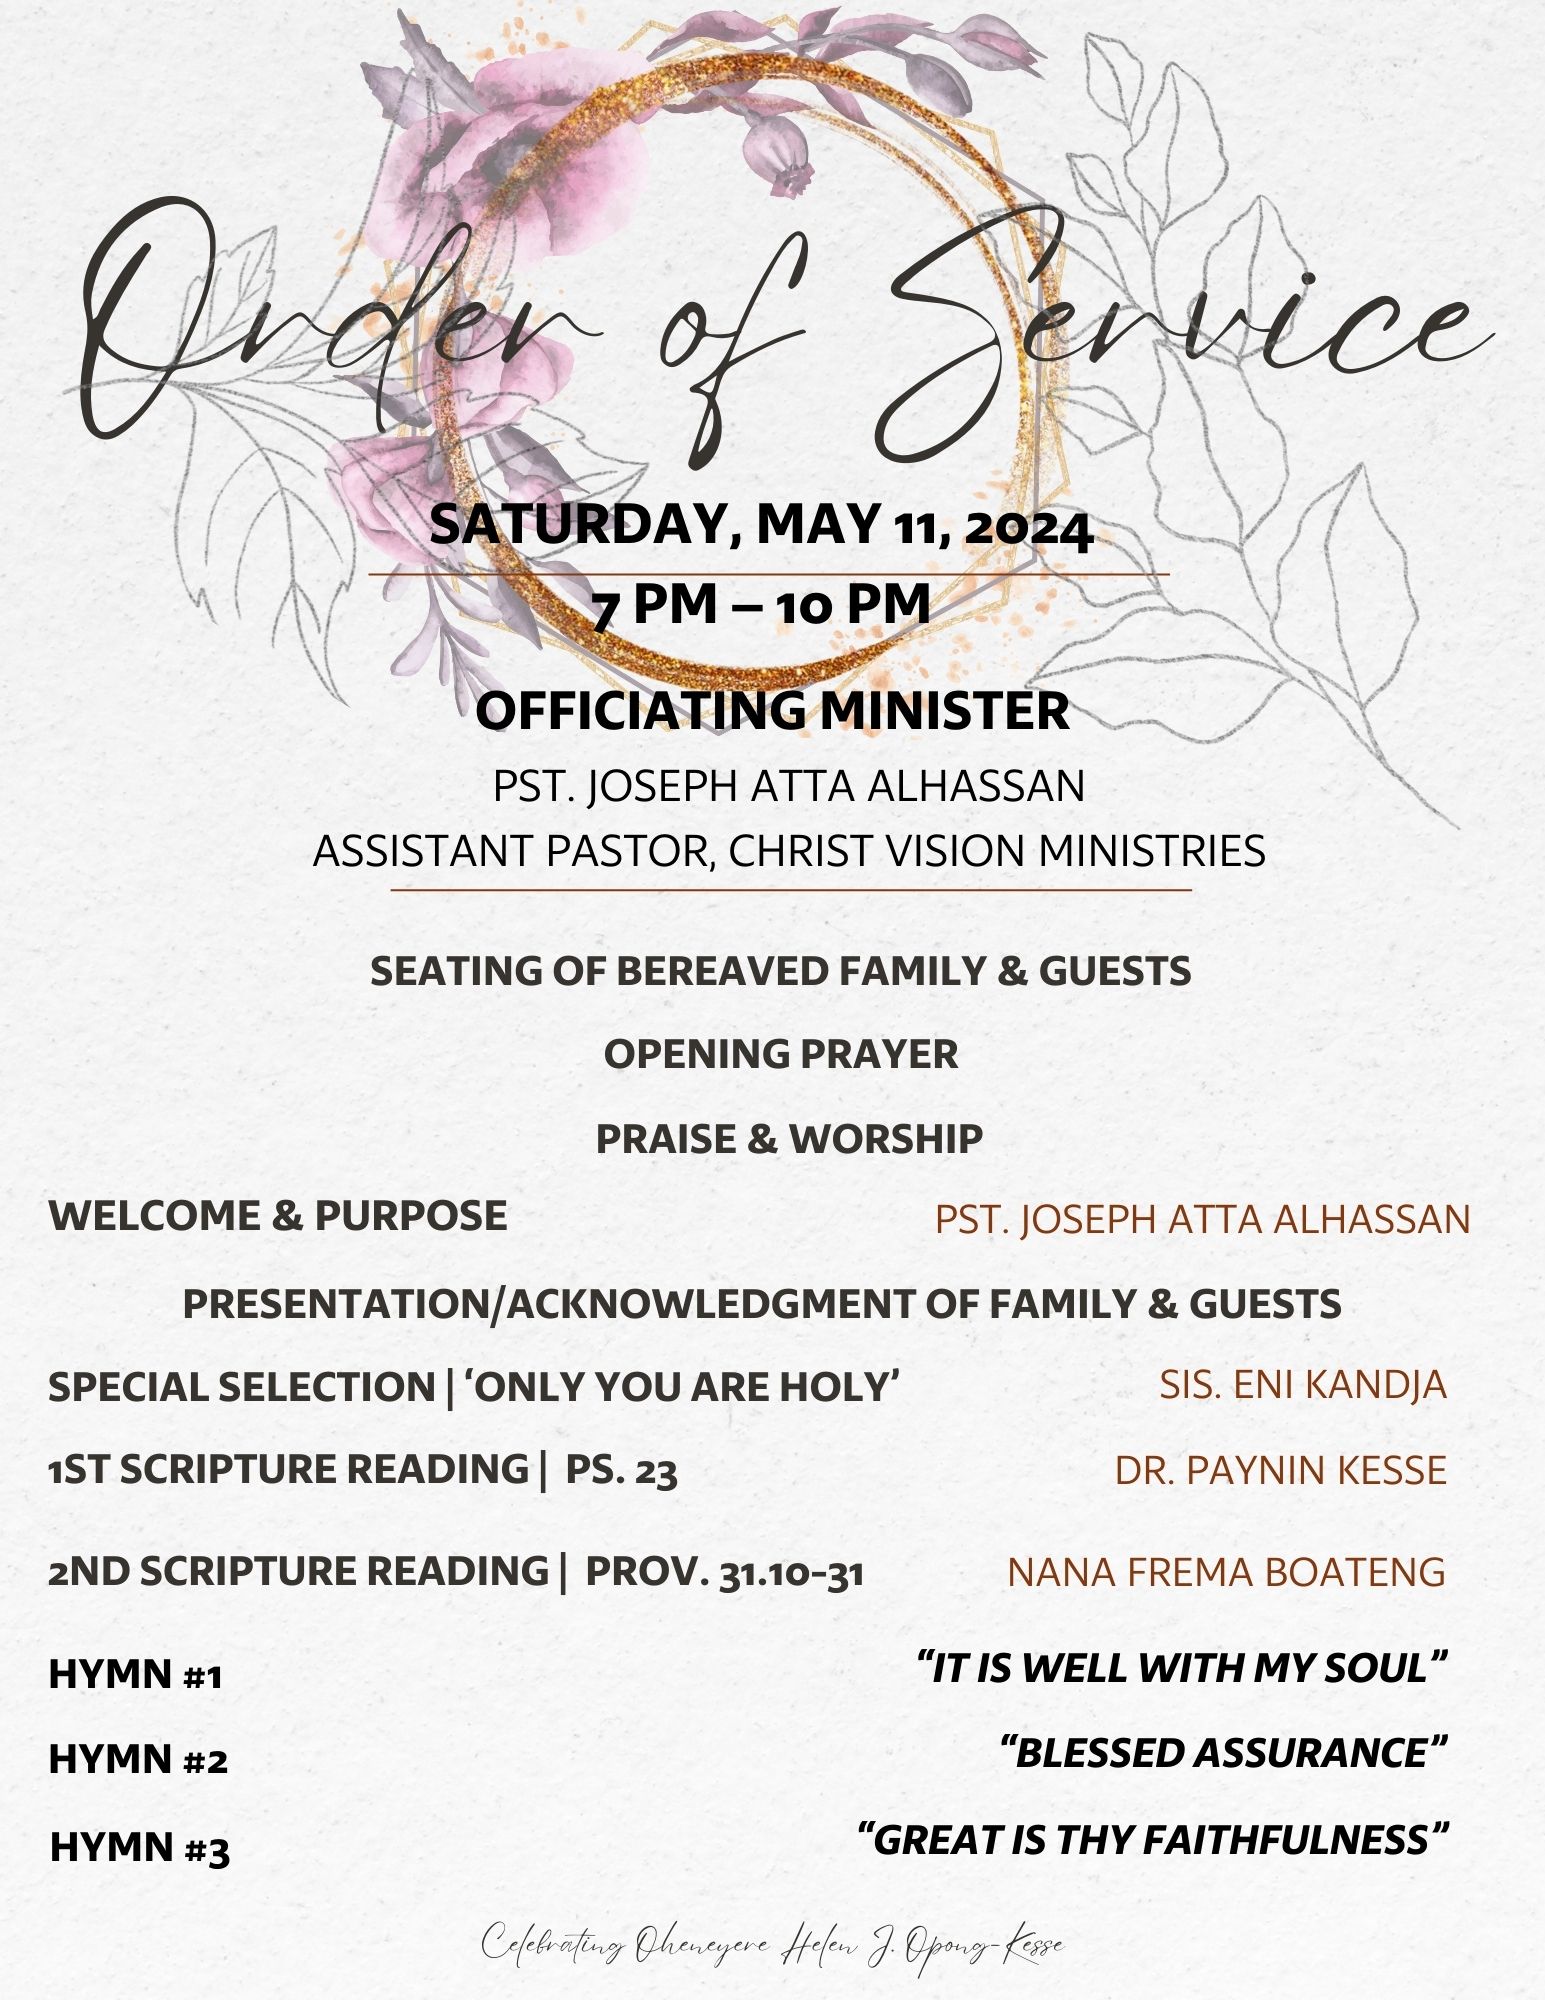 Order of Service
SATURDAY, MAY 11, 2024
7 PM – 10 PM
OFFICIATING MINISTER
PST. JOSEPH ATTA ALHASSAN
ASSISTANT PASTOR, CHRIST VISION MINISTRIES
SEATING OF BEREAVED FAMILY & GUESTS
OPENING PRAYER
PRAISE & WORSHIP
WELCOME & PURPOSE PST. JOSEPH ATTA ALHASSAN
PRESENTATION/ACKNOWLEDGMENT OF FAMILY & GUESTS
SPECIAL SELECTION | ‘ONLY YOU ARE HOLY’ SIS. ENI KANDJA
1ST SCRIPTURE READING | PS. 23 DR. PAYNIN KESSE
2ND SCRIPTURE READING | PROV. 31.10-31 NANA FREMA BOATENG
HYMN #1 “IT IS WELL WITH MY SOUL”
HYMN #2 “BLESSED ASSURANCE”
HYMN #3 “GREAT IS THY FAITHFULNESS”
Celebrating Oheneyere Helen J. Opong-Kesse